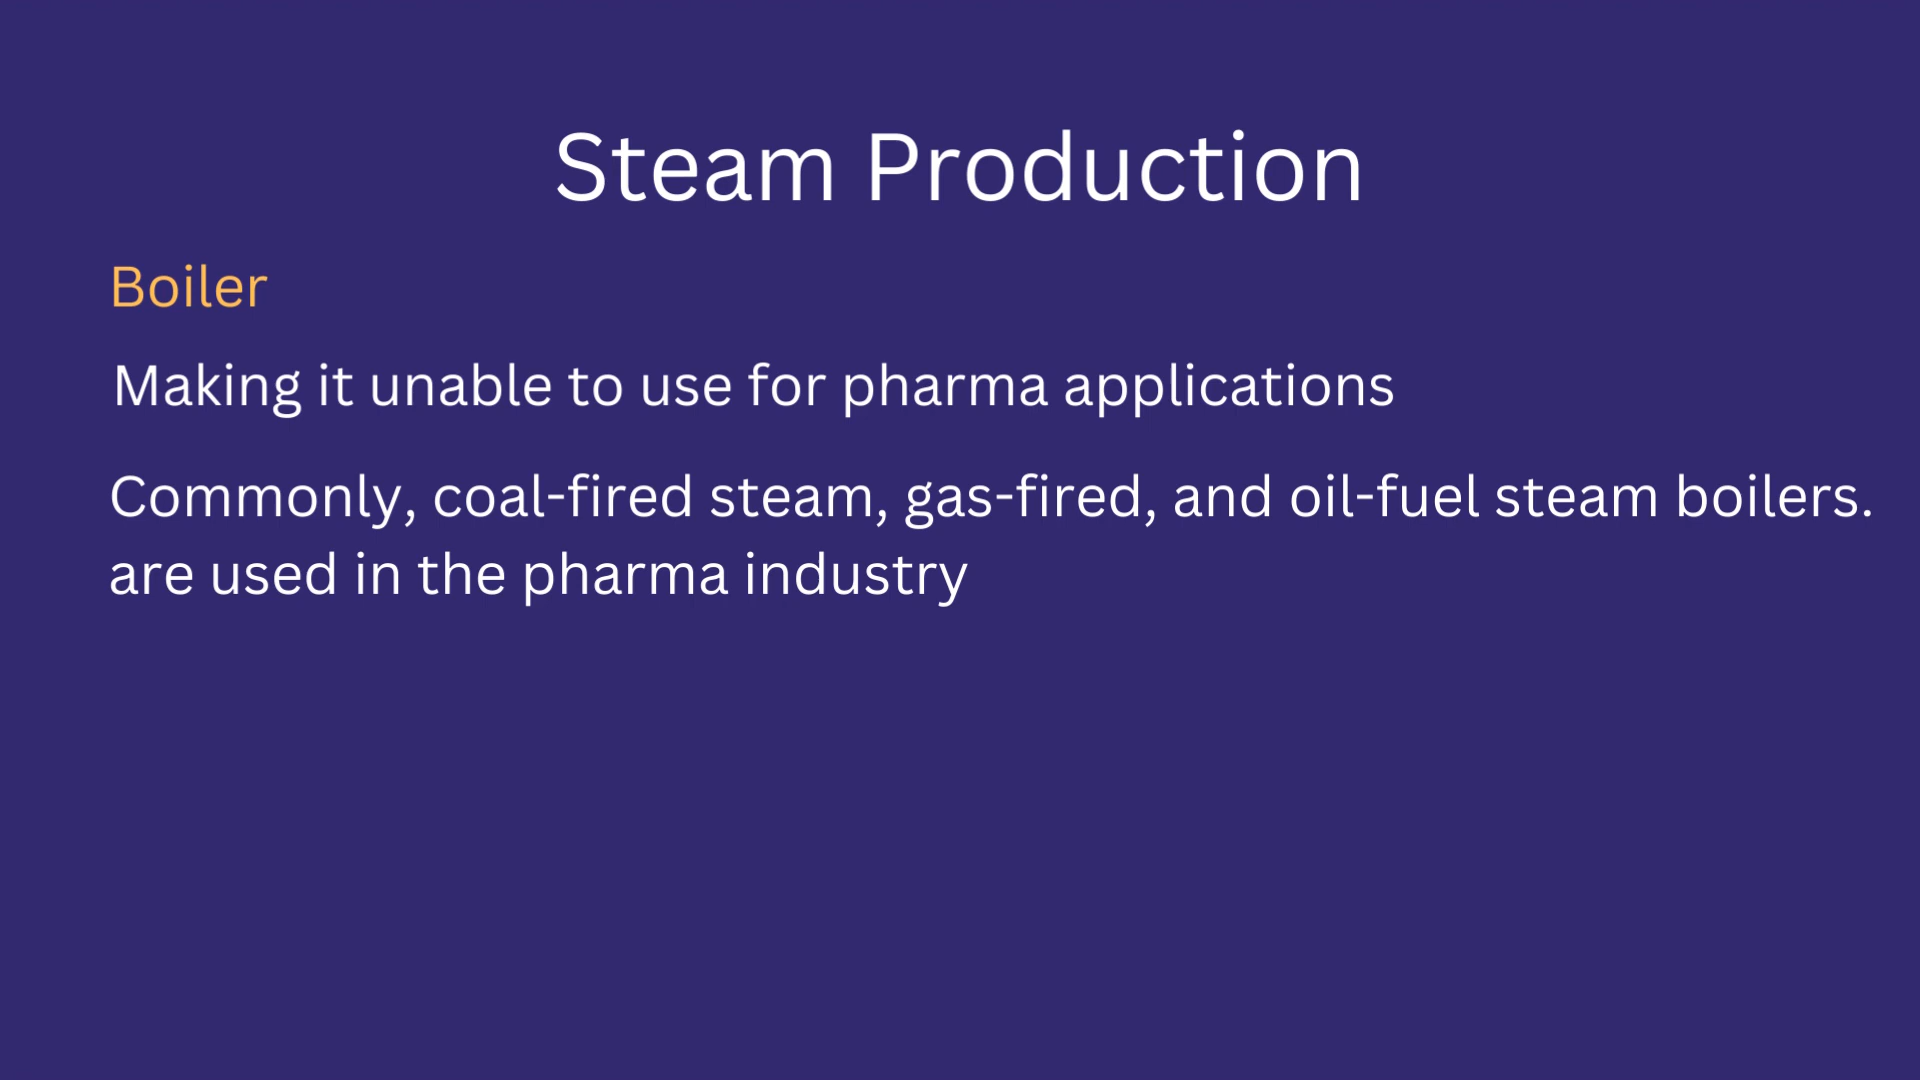 Steam Production
Boiler
Making it unable to use for pharma applications
Commonly, coal-fired steam, gas-fired, and oil-fuel steam boilers.
are used in the pharma industry